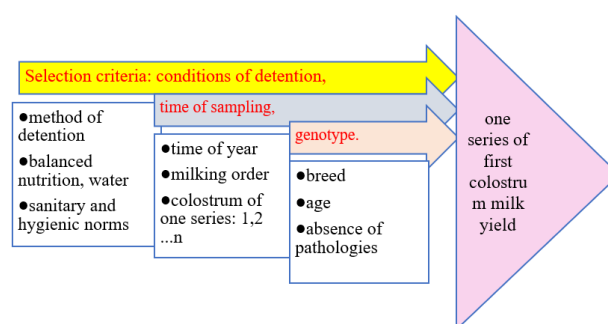 Selection criteria: conditions of detention,
time of sampling,
genotype.
●method of
detention
●balanced
nutrition, water
●sanitary and
hygienic norms
●time of year
●milking order
●colostrum of
one series: 1,2
...n
●breed
●age
●absence of
pathologies
one
series of
first
colostru
m milk
yield